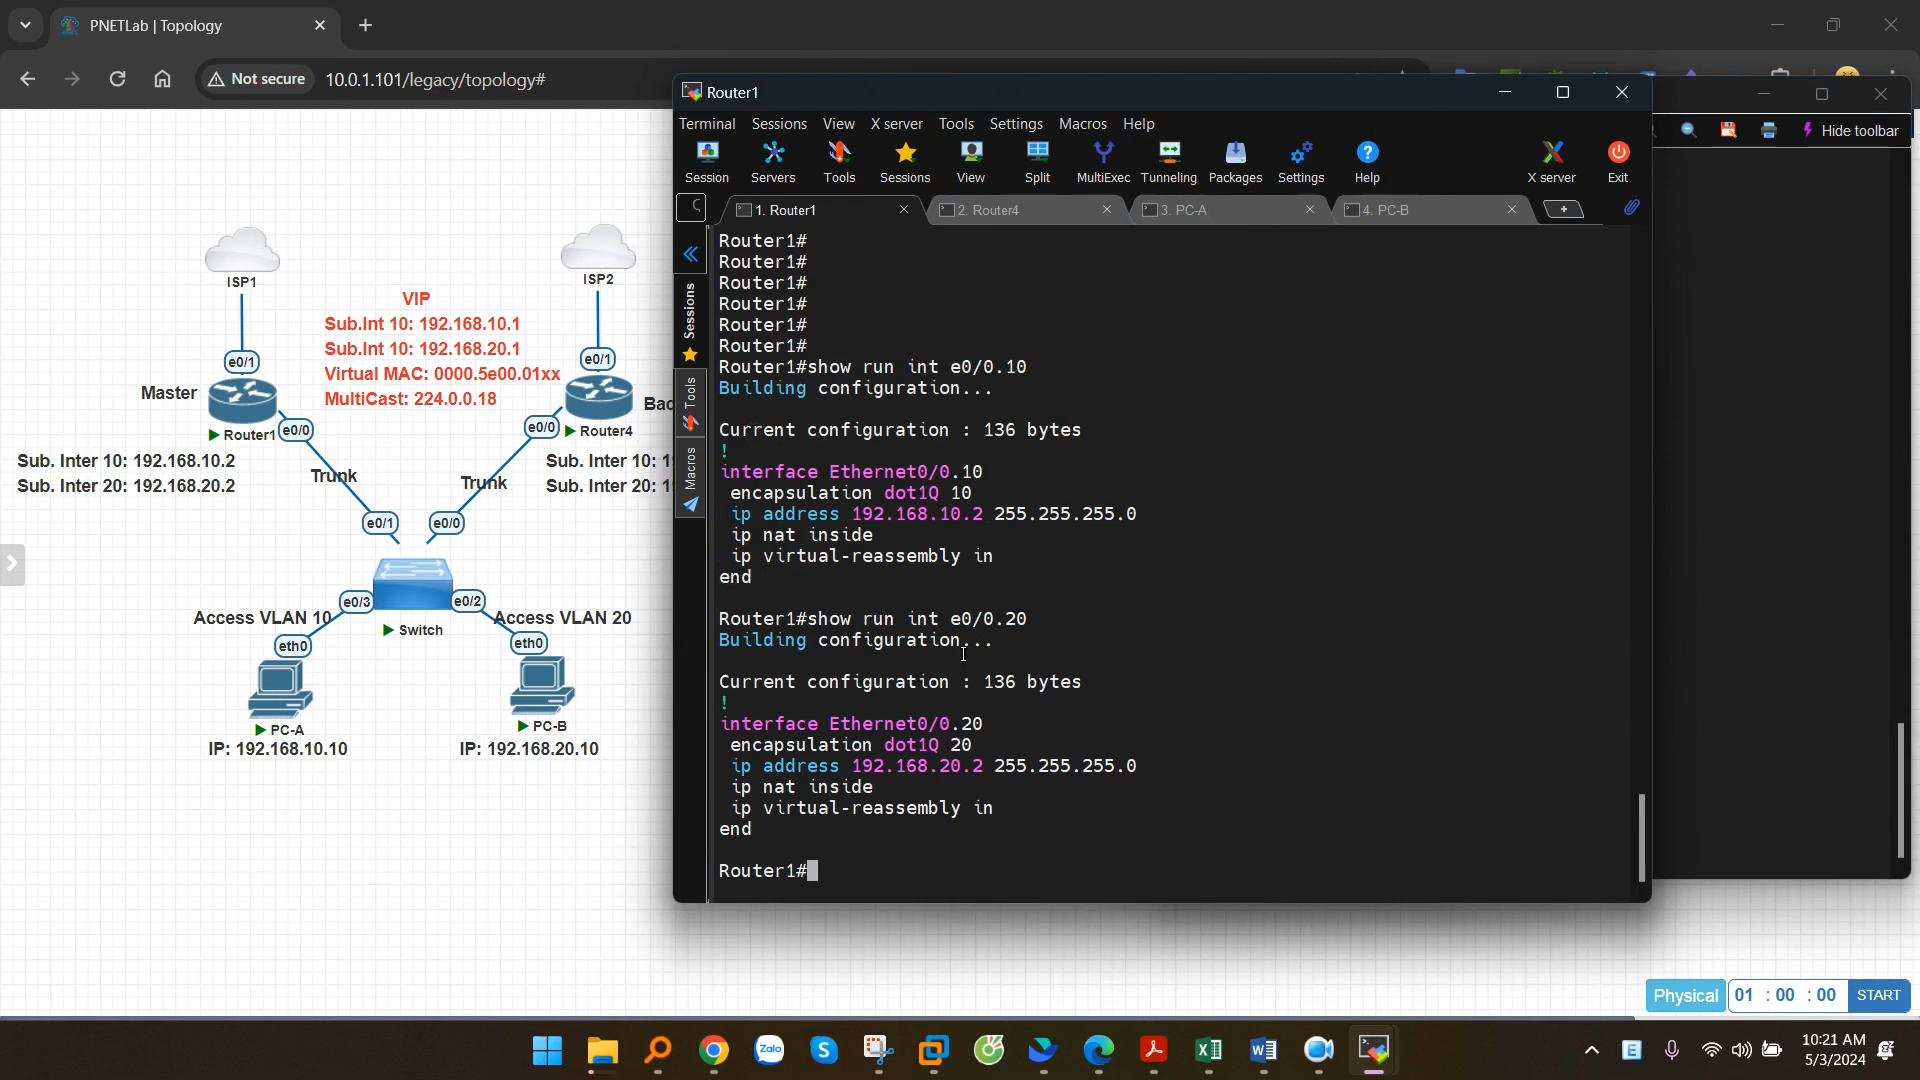 PNETLab | Topology
Not secure
10.0.1.101/legacy/topology#
Router1
Terminal Sessions View X server Tools Settings Macros Help
Session Servers Tools Sessions View Split MultiExec Tunneling Packages Settings Help X server Exit
Hide toolbar
1. Router1
2. Router4
3. PC-A
4. PC-B
Sessions
Tools
Macros
Router1#
Router1#
Router1#
Router1#
Router1#
Router1#
Router1#show run int e0/0.10
Building configuration...
Current configuration : 136 bytes
!
interface Ethernet0/0.10
encapsulation dot1Q 10
ip address 192.168.10.2 255.255.255.0
ip nat inside
ip virtual-reassembly in
end
Router1#show run int e0/0.20
Building configuration...
Current configuration : 136 bytes
!
interface Ethernet0/0.20
encapsulation dot1Q 20
ip address 192.168.20.2 255.255.255.0
ip nat inside
ip virtual-reassembly in
end
Router1#
ISP1
ISP2
VIP
Sub.Int 10: 192.168.10.1
Sub.Int 10: 192.168.20.1
Virtual MAC: 0000.5e00.01xx
MultiCast: 224.0.0.18
e0/1
e0/1
Master
Router1
e0/0
e0/0
Router4
Sub. Inter 10: 192.168.10.2
Sub. Inter 20: 192.168.20.2
Sub. Inter 10:
Sub. Inter 20:
Trunk
Trunk
e0/1
e0/0
e0/3
e0/2
Access VLAN 10
Access VLAN 20
Switch
eth0
eth0
PC-A
PC-B
IP: 192.168.10.10
IP: 192.168.20.10
Physical
01 : 00 : 00
START
Zalo
10:21 AM
5/3/2024